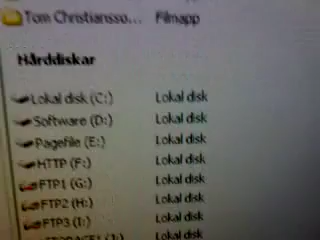 Tom Christiansso... Filmapp
Hårddiskar
Lokal disk (C:) Lokal disk
Software (D:) Lokal disk
Pagefile (E:) Lokal disk
HTTP (F:) Lokal disk
FTP1 (G:) Lokal disk
FTP2 (H:) Lokal disk
FTP3 (I:) Lokal disk
Lokal disk